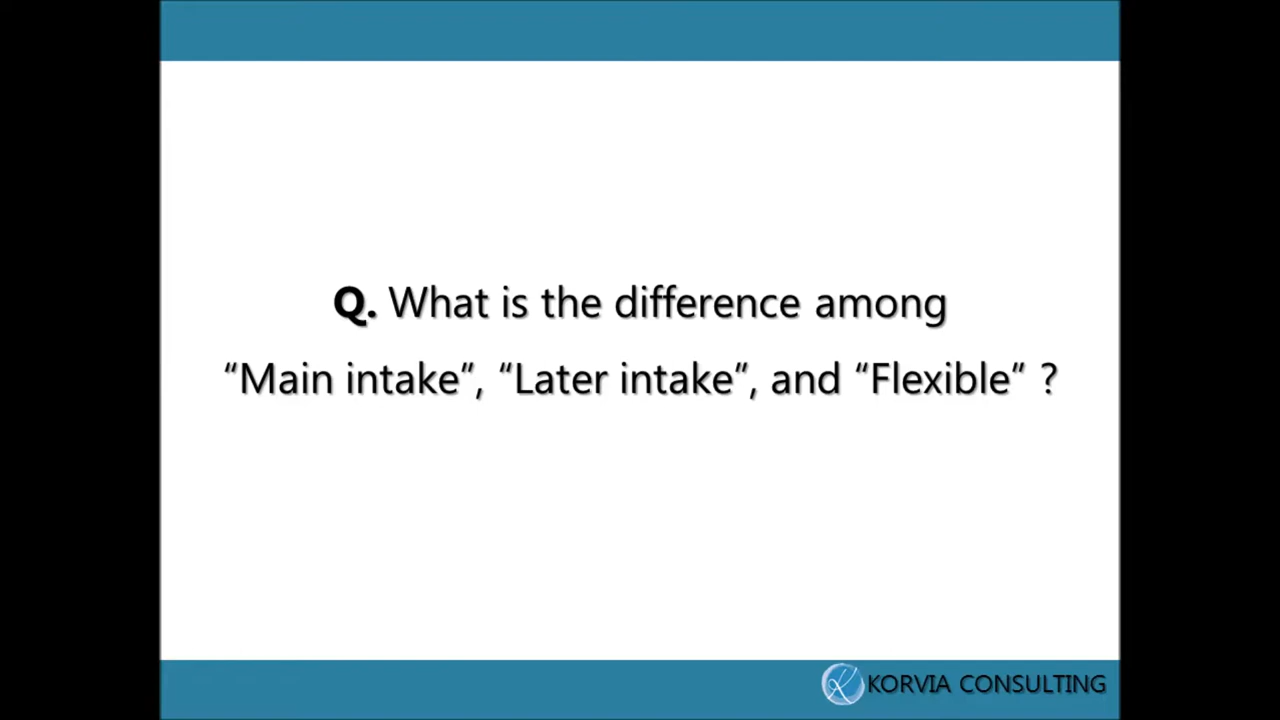 Q. What is the difference among
“Main intake”, “Later intake”, and “Flexible” ?
KORVIA CONSULTING